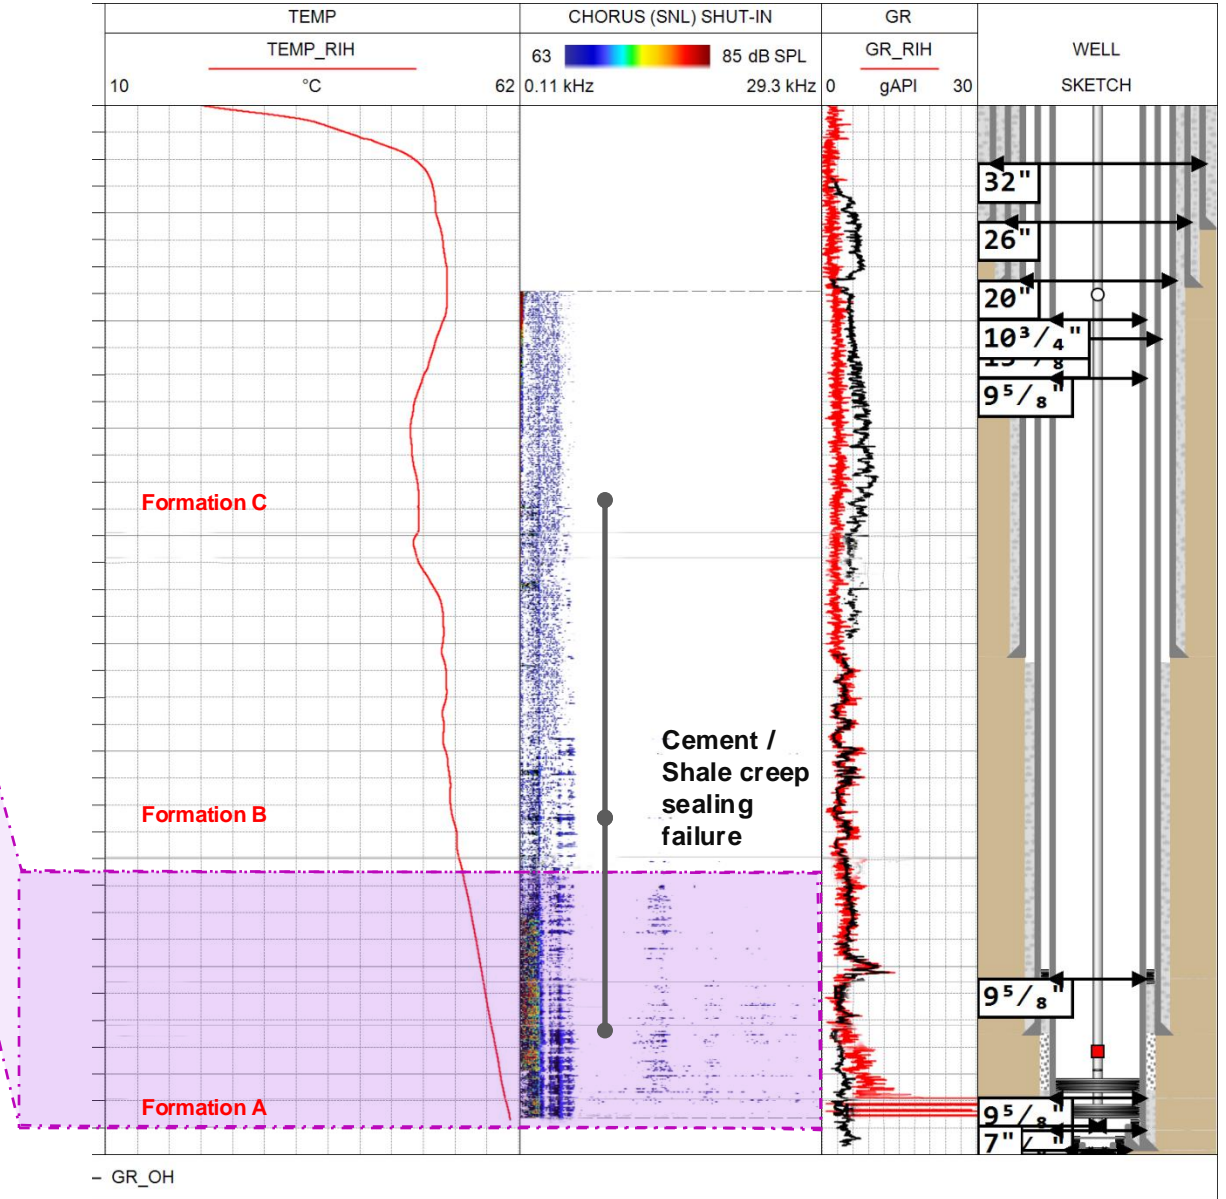 TEMP
CHORUS (SNL) SHUT-IN
GR
TEMP_RIH
63
85 dB SPL
GR_RIH
WELL
10
°C
62
0.11 kHz
29.3 kHz
0
gAPI
30
SKETCH
32"
26"
20"
10³/₄"
9⁵/₈"
Formation C
Cement /
Shale creep
sealing
failure
Formation B
9⁵/₈"
Formation A
9⁵/₈"
7"
– GR_OH